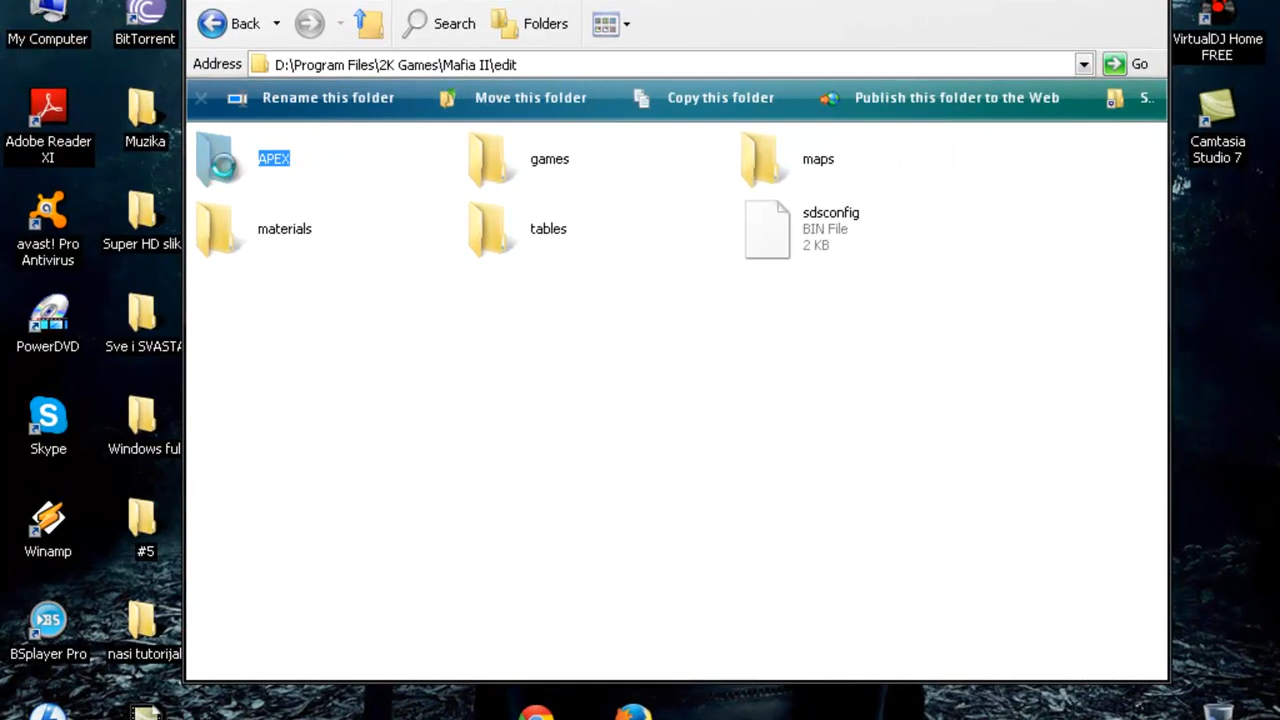 My Computer
BitTorrent
Adobe Reader
XI
Muzika
avast! Pro
Antivirus
Super HD slik
PowerDVD
Sve i SVASTA
Skype
Windows ful
Winamp
#5
BSplayer Pro
nasi tutorijal
Back
Search
Folders
Address
D:\Program Files\2K Games\Mafia II\edit
Go
Rename this folder
Move this folder
Copy this folder
Publish this folder to the Web
S..
APEX
games
maps
materials
tables
sdsconfig
BIN File
2 KB
VirtualDJ Home
FREE
Camtasia
Studio 7